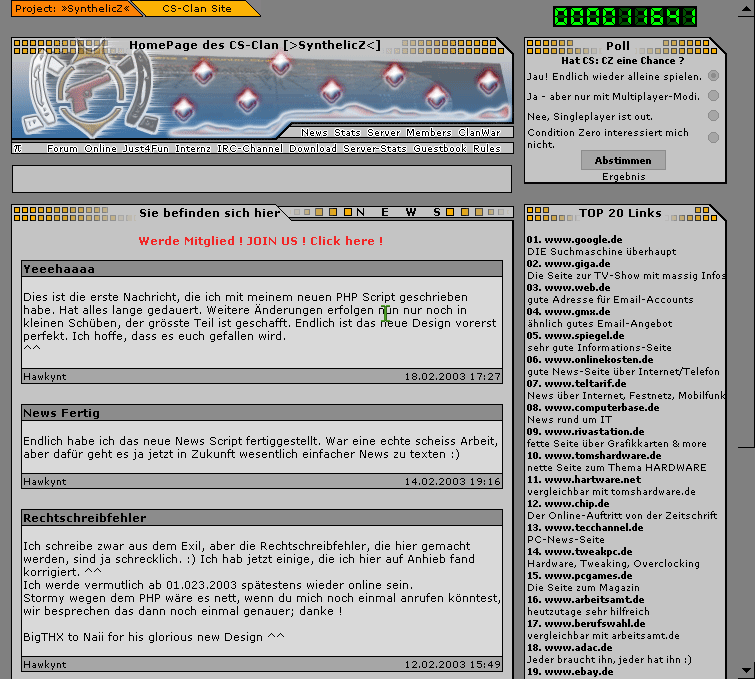 Project: »SynthelicZ«
CS-Clan Site
0000 1641
HomePage des CS-Clan [>SynthelicZ<]
News Stats Server Members ClanWar
π Forum Online Just4Fun Internz IRC-Channel Download Server-Stats Guestbook Rules
Poll
Hat CS: CZ eine Chance ?
Jau! Endlich wieder alleine spielen.
Ja - aber nur mit Multiplayer-Modi.
Nee, Singleplayer ist out.
Condition Zero interessiert mich
nicht.
Abstimmen
Ergebnis
Sie befinden sich hier
N E W S
Werde Mitglied ! JOIN US ! Click here !
Yeeehaaaa
Dies ist die erste Nachricht, die ich mit meinem neuen PHP Script geschrieben
habe. Hat alles lange gedauert. Weitere Änderungen erfolgen nun nur noch in
kleinen Schüben, der grösste Teil ist geschafft. Endlich ist das neue Design vorerst
perfekt. Ich hoffe, dass es euch gefallen wird.
^^
Hawkynt 18.02.2003 17:27
News Fertig
Endlich habe ich das neue News Script fertiggestellt. War eine echte scheiss Arbeit,
aber dafür geht es ja jetzt in Zukunft wesentlich einfacher News zu texten :)
Hawkynt 14.02.2003 19:16
Rechtschreibfehler
Ich schreibe zwar aus dem Exil, aber die Rechtschreibfehler, die hier gemacht
werden, sind ja schrecklich. :) Ich hab jetzt einige, die ich hier auf Anhieb fand
korrigiert. ^^
Ich werde vermutlich ab 01.023.2003 spätestens wieder online sein.
Stormy wegen dem PHP wäre es nett, wenn du mich noch einmal anrufen könntest,
wir besprechen das dann noch einmal genauer; danke !
BigTHX to Naii for his glorious new Design ^^
Hawkynt 12.02.2003 15:49
TOP 20 Links
01. www.google.de
DIE Suchmaschine überhaupt
02. www.giga.de
Die Seite zur TV-Show mit massig Infos
03. www.web.de
gute Adresse für Email-Accounts
04. www.gmx.de
ähnlich gutes Email-Angebot
05. www.spiegel.de
sehr gute Informations-Seite
06. www.onlinekosten.de
gute News-Seite über Internet/Telefon
07. www.teltarif.de
News über Internet, Festnetz, Mobilfunk
08. www.computerbase.de
News rund um IT
09. www.rivastation.de
fette Seite über Grafikkarten & more
10. www.tomshardware.de
nette Seite zum Thema HARDWARE
11. www.hartware.net
vergleichbar mit tomshardware.de
12. www.chip.de
Der Online-Auftritt von der Zeitschrift
13. www.tecchannel.de
PC-News-Seite
14. www.tweakpc.de
Hardware, Tweaking, Overclocking
15. www.pcgames.de
Die Seite zum Magazin
16. www.arbeitsamt.de
heutzutage sehr hilfreich
17. www.berufswahl.de
vergleichbar mit arbeitsamt.de
18. www.adac.de
Jeder braucht ihn, jeder hat ihn :)
19. www.ebay.de